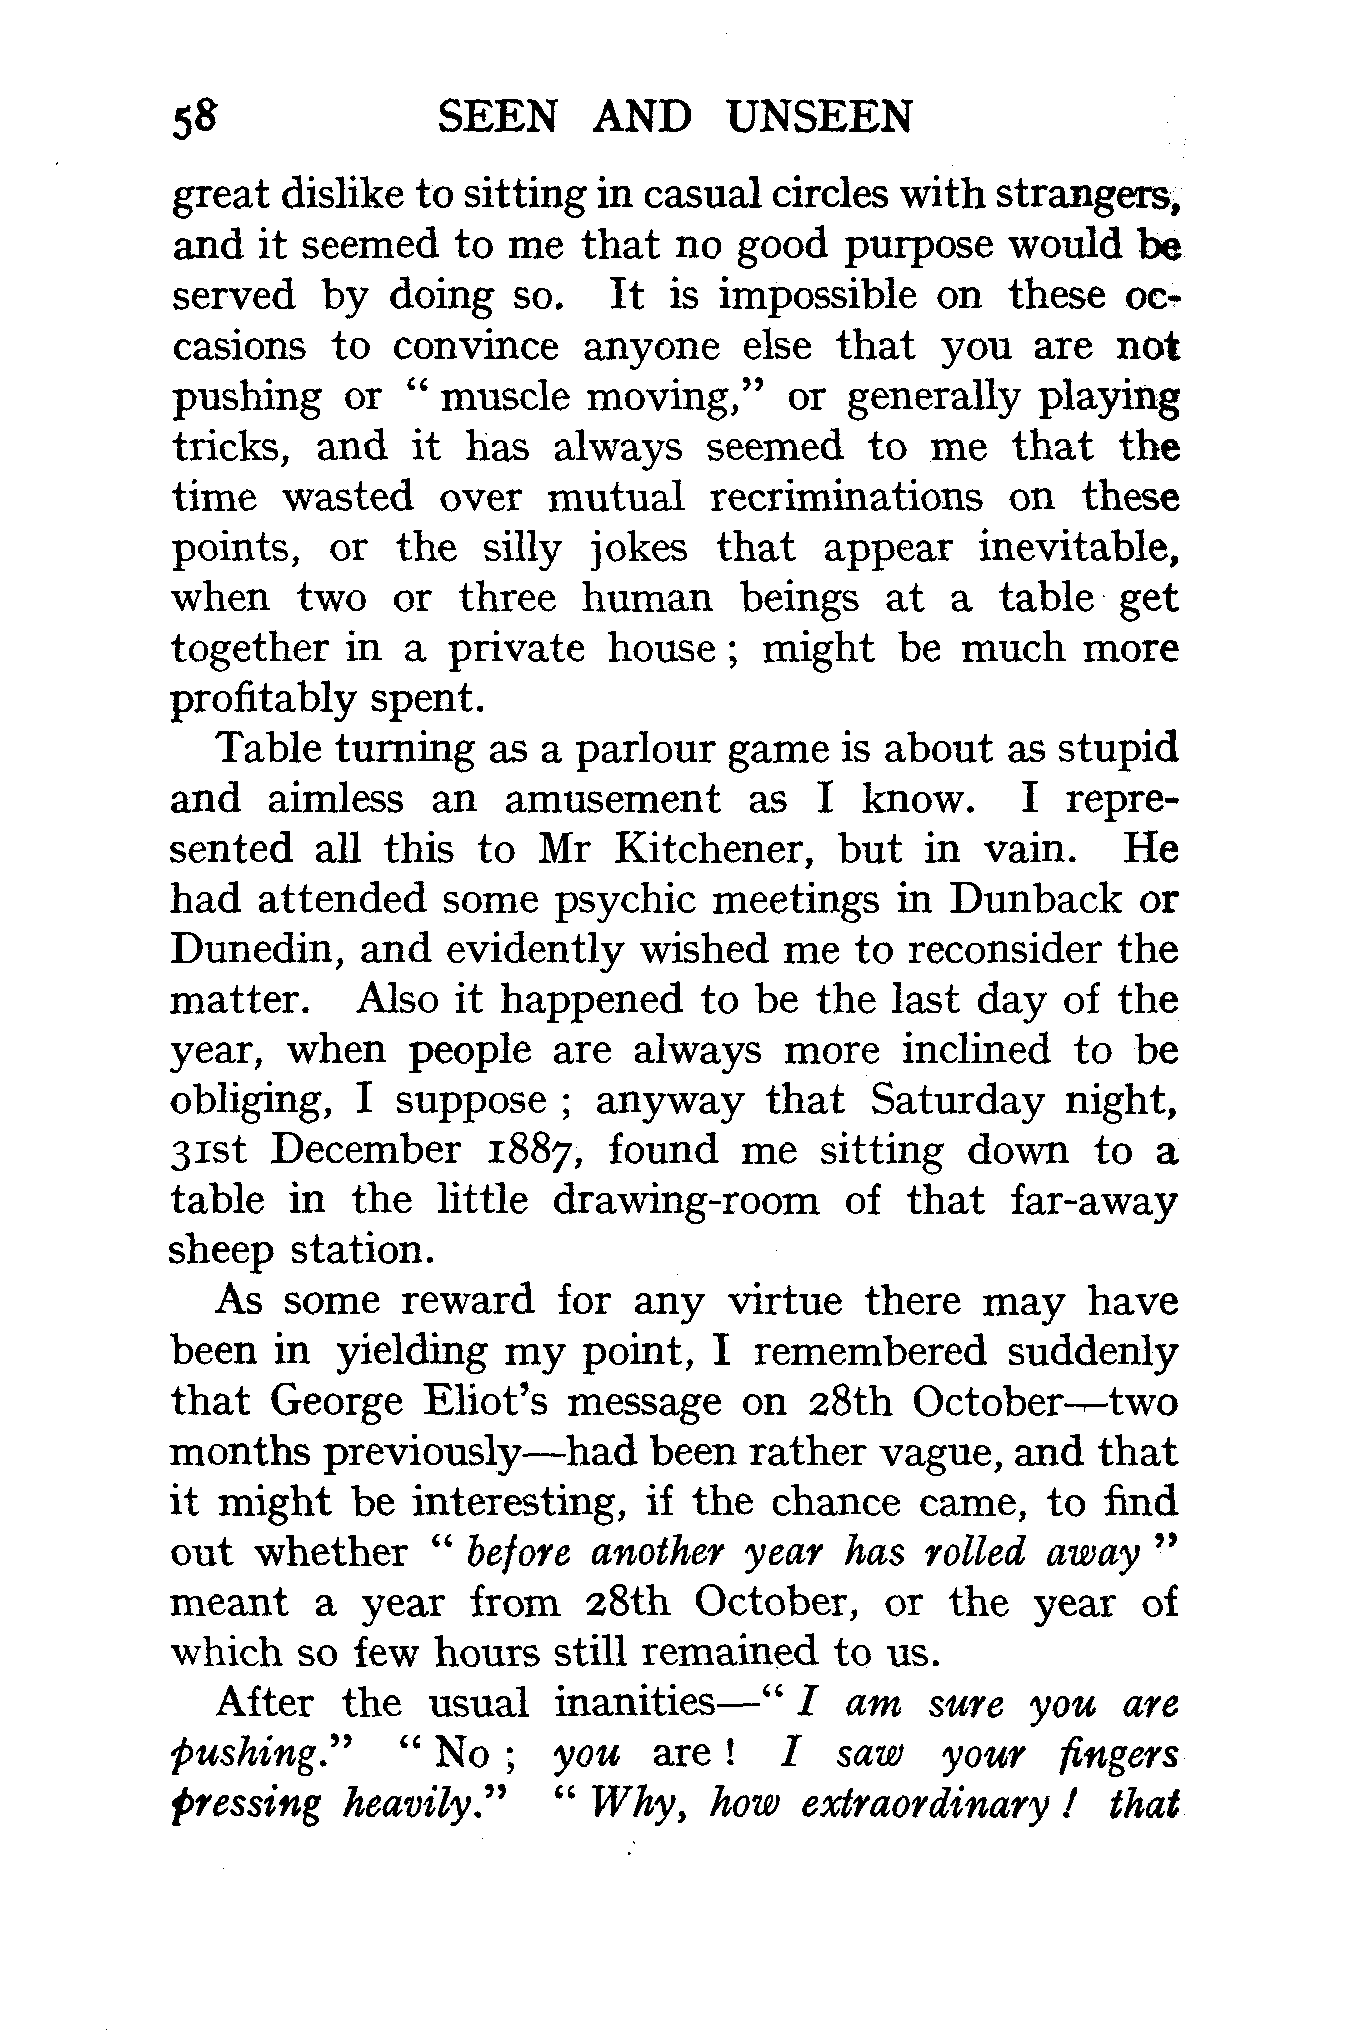 58 SEEN AND UNSEEN
great dislike to sitting in casual circles with strangers,
and it seemed to me that no good purpose would be
served by doing so. It is impossible on these oc-
casions to convince anyone else that you are not
pushing or “ muscle moving,” or generally playing
tricks, and it has always seemed to me that the
time wasted over mutual recriminations on these
points, or the silly jokes that appear inevitable,
when two or three human beings at a table get
together in a private house ; might be much more
profitably spent.
Table turning as a parlour game is about as stupid
and aimless an amusement as I know. I repre-
sented all this to Mr Kitchener, but in vain. He
had attended some psychic meetings in Dunback or
Dunedin, and evidently wished me to reconsider the
matter. Also it happened to be the last day of the
year, when people are always more inclined to be
obliging, I suppose ; anyway that Saturday night,
31st December 1887, found me sitting down to a
table in the little drawing-room of that far-away
sheep station.
As some reward for any virtue there may have
been in yielding my point, I remembered suddenly
that George Eliot’s message on 28th October—two
months previously—had been rather vague, and that
it might be interesting, if the chance came, to find
out whether “ before another year has rolled away ”
meant a year from 28th October, or the year of
which so few hours still remained to us.
After the usual inanities—“ I am sure you are
pushing.” “ No ; you are ! I saw your fingers
pressing heavily.” “ Why, how extraordinary ! that